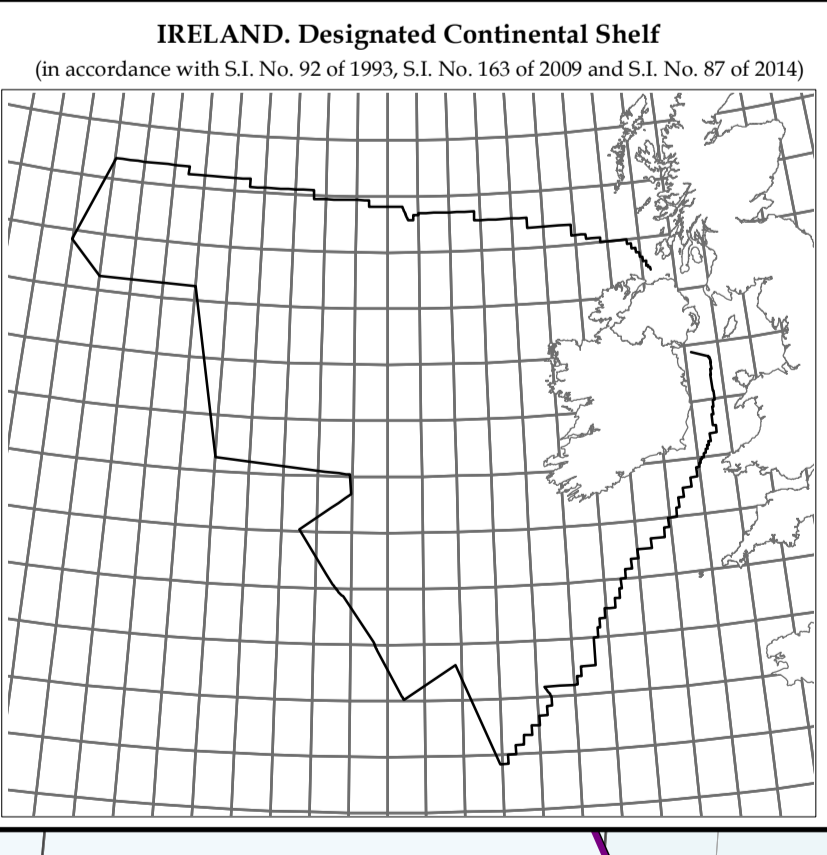 IRELAND. Designated Continental Shelf
(in accordance with S.I. No. 92 of 1993, S.I. No. 163 of 2009 and S.I. No. 87 of 2014)